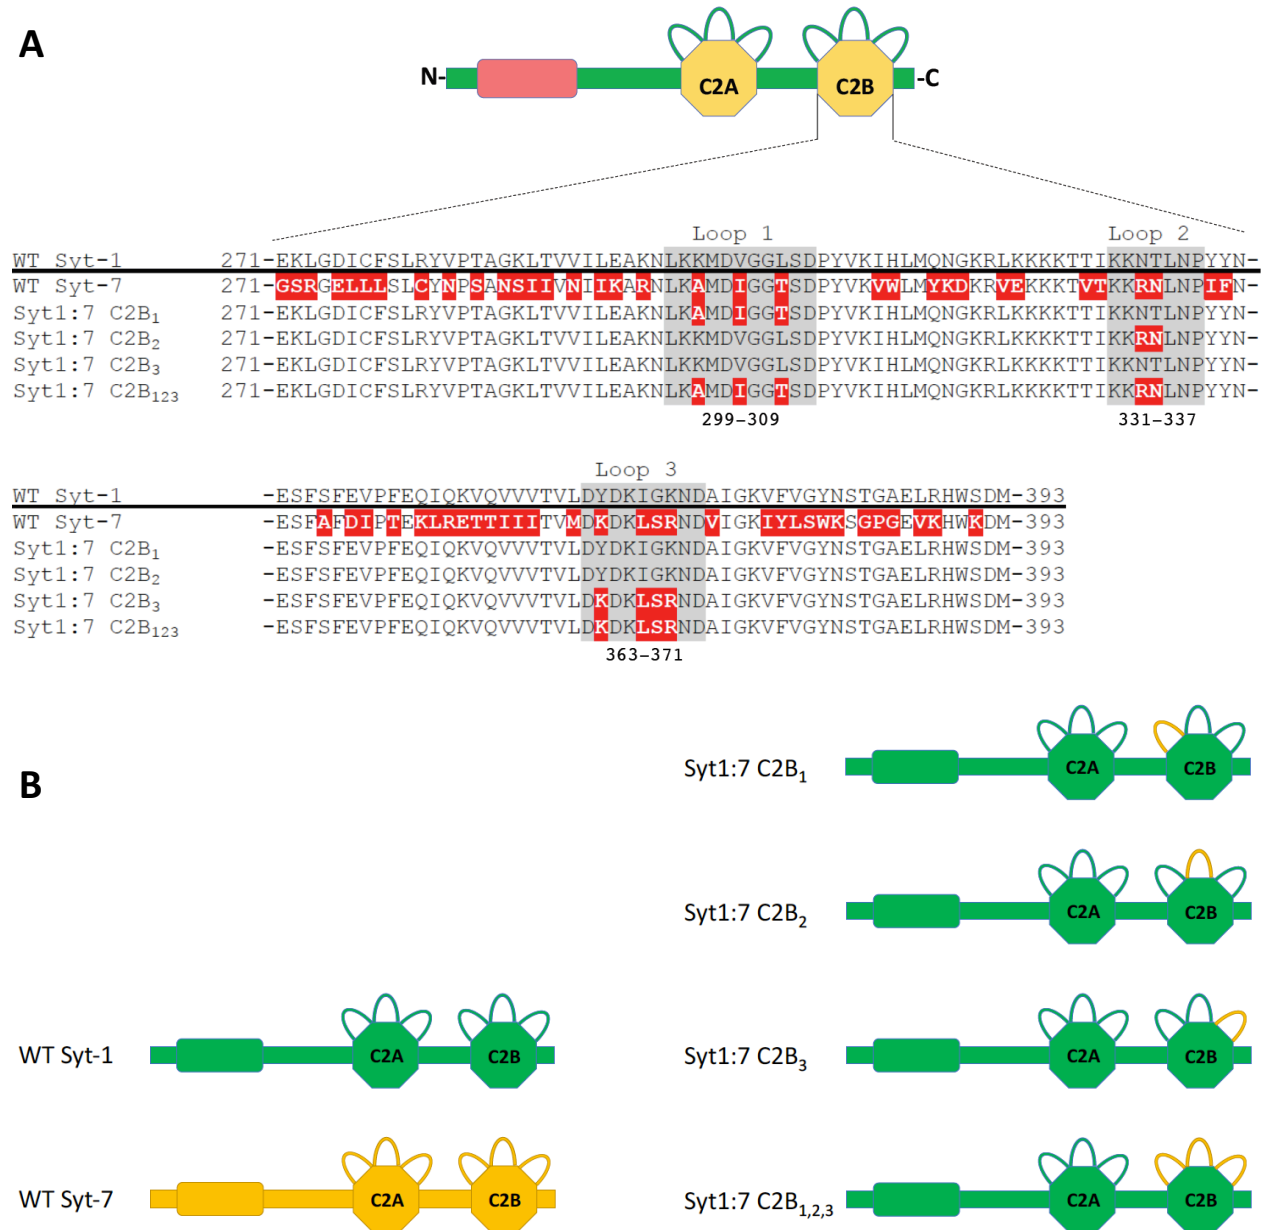 A
N-
C2A
C2B
-C
Loop 1 Loop 2
WT Syt-1 271-EKLGDICFSLRYVPTAGKLTVVILEAKNLKKMDVGGLSDPYVKIHLMQNGKRLKKKKTTIKKNTLNPYYN-
WT Syt-7 271-GSRGELLLSLCYNPSANSIIVNIIKARNLKAMDIGGTSDPYVKVWLMYKDKRVEKKKTVTKKRNLNPIFN-
Syt1:7 C2B₁ 271-EKLGDICFSLRYVPTAGKLTVVILEAKNLKAMDIGGTSDPYVKIHLMQNGKRLKKKKTTIKKNTLNPYYN-
Syt1:7 C2B₂ 271-EKLGDICFSLRYVPTAGKLTVVILEAKNLKKMDVGGLSDPYVKIHLMQNGKRLKKKKTTIKKRNLNPYYN-
Syt1:7 C2B₃ 271-EKLGDICFSLRYVPTAGKLTVVILEAKNLKKMDVGGLSDPYVKIHLMQNGKRLKKKKTTIKKNTLNPYYN-
Syt1:7 C2B₁₂₃ 271-EKLGDICFSLRYVPTAGKLTVVILEAKNLKAMDIGGTSDPYVKIHLMQNGKRLKKKKTTIKKRNLNPYYN-
299-309 331-337
Loop 3
WT Syt-1 -ESFSFEVPFEQIQKVQVVVTVLDYDKIGKNDAIGKVFVGYNSTGAELRHWSDM-393
WT Syt-7 -ESFAFDIPTEKLRETTIIITVMDKDKLSRNDVIGKIYLSWKSGPGEVKHWKDM-393
Syt1:7 C2B₁ -ESFSFEVPFEQIQKVQVVVTVLDYDKIGKNDAIGKVFVGYNSTGAELRHWSDM-393
Syt1:7 C2B₂ -ESFSFEVPFEQIQKVQVVVTVLDYDKIGKNDAIGKVFVGYNSTGAELRHWSDM-393
Syt1:7 C2B₃ -ESFSFEVPFEQIQKVQVVVTVLDKDKLSRNDAIGKVFVGYNSTGAELRHWSDM-393
Syt1:7 C2B₁₂₃ -ESFSFEVPFEQIQKVQVVVTVLDKDKLSRNDAIGKVFVGYNSTGAELRHWSDM-393
363-371
B
WT Syt-1 C2A C2B
WT Syt-7 C2A C2B
Syt1:7 C2B₁ C2A C2B
Syt1:7 C2B₂ C2A C2B
Syt1:7 C2B₃ C2A C2B
Syt1:7 C2B₁,₂,₃ C2A C2B